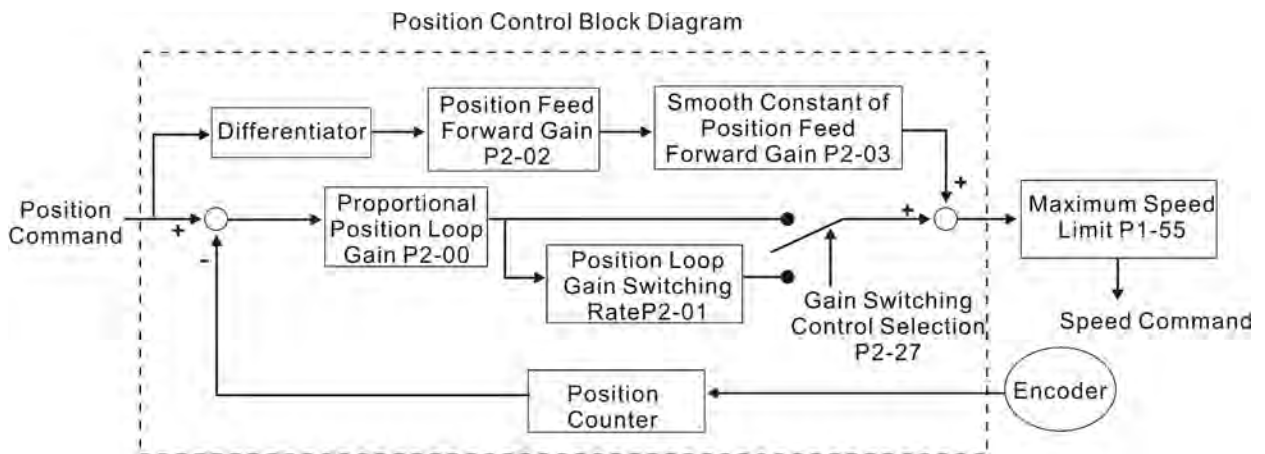 Position Control Block Diagram
Differentiator
Position Feed
Forward Gain
P2-02
Smooth Constant of
Position Feed
Forward Gain P2-03
+
Position
Command
+
-
Proportional
Position Loop
Gain P2-00
Position Loop
Gain Switching
RateP2-01
Gain Switching
Control Selection
P2-27
+
Maximum Speed
Limit P1-55
Speed Command
Position
Counter
Encoder